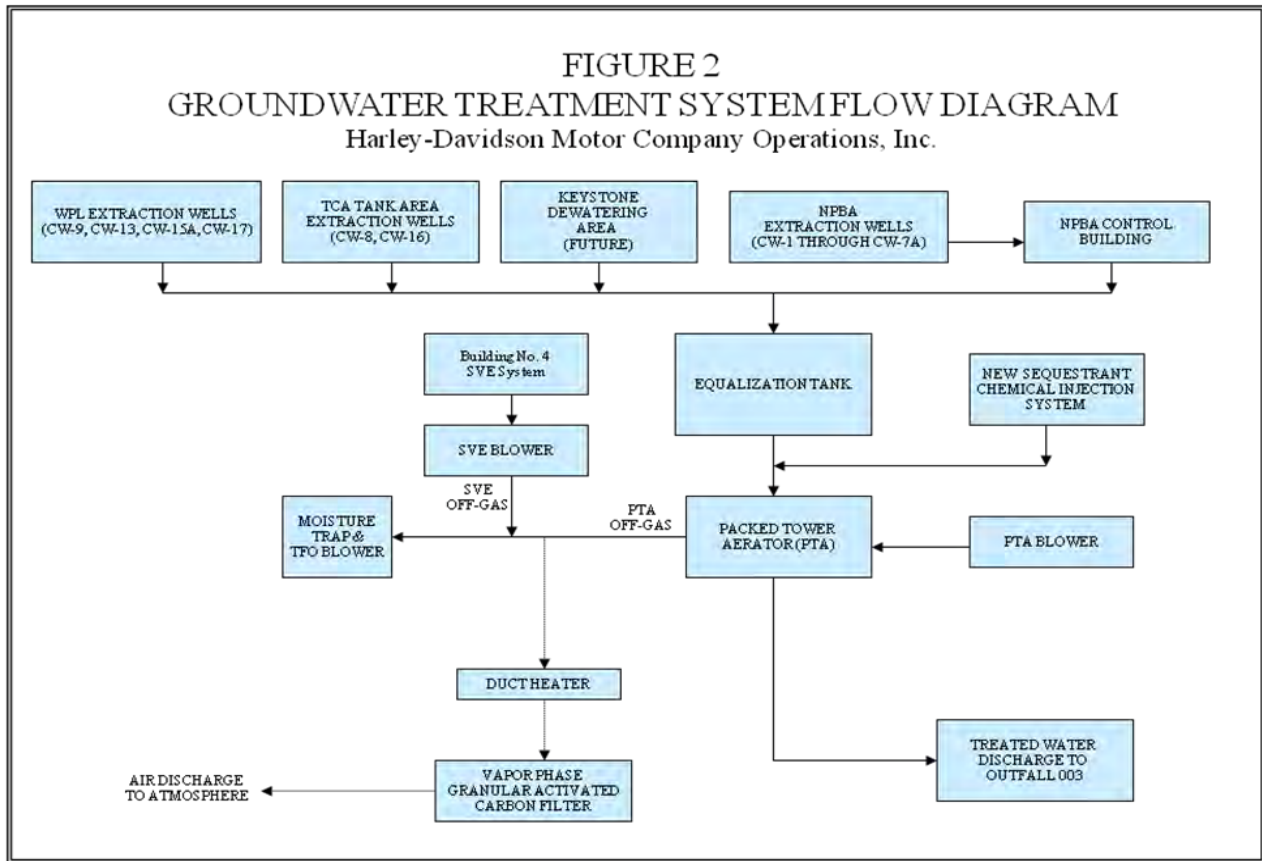 FIGURE 2
GROUNDWATER TREATMENT SYSTEM FLOW DIAGRAM
Harley-Davidson Motor Company Operations, Inc.
WPL EXTRACTION WELLS
(CW-9, CW-13, CW-15A, CW-17)
TCA TANK AREA
EXTRACTION WELLS
(CW-8, CW-16)
KEYSTONE
DEWATERING
AREA
(FUTURE)
NPBA
EXTRACTION WELLS
(CW-1 THROUGH CW-7A)
NPBA CONTROL
BUILDING
Building No. 4
SVE System
EQUALIZATION TANK
NEW SEQUESTRANT
CHEMICAL INJECTION
SYSTEM
SVE BLOWER
SVE
OFF-GAS
MOISTURE
TRAP &
TFO BLOWER
PTA
OFF-GAS
PACKED TOWER
AERATOR (PTA)
PTA BLOWER
DUCT HEATER
TREATED WATER
DISCHARGE TO
OUTFALL 003
AIR DISCHARGE
TO ATMOSPHERE
VAPOR PHASE
GRANULAR ACTIVATED
CARBON FILTER